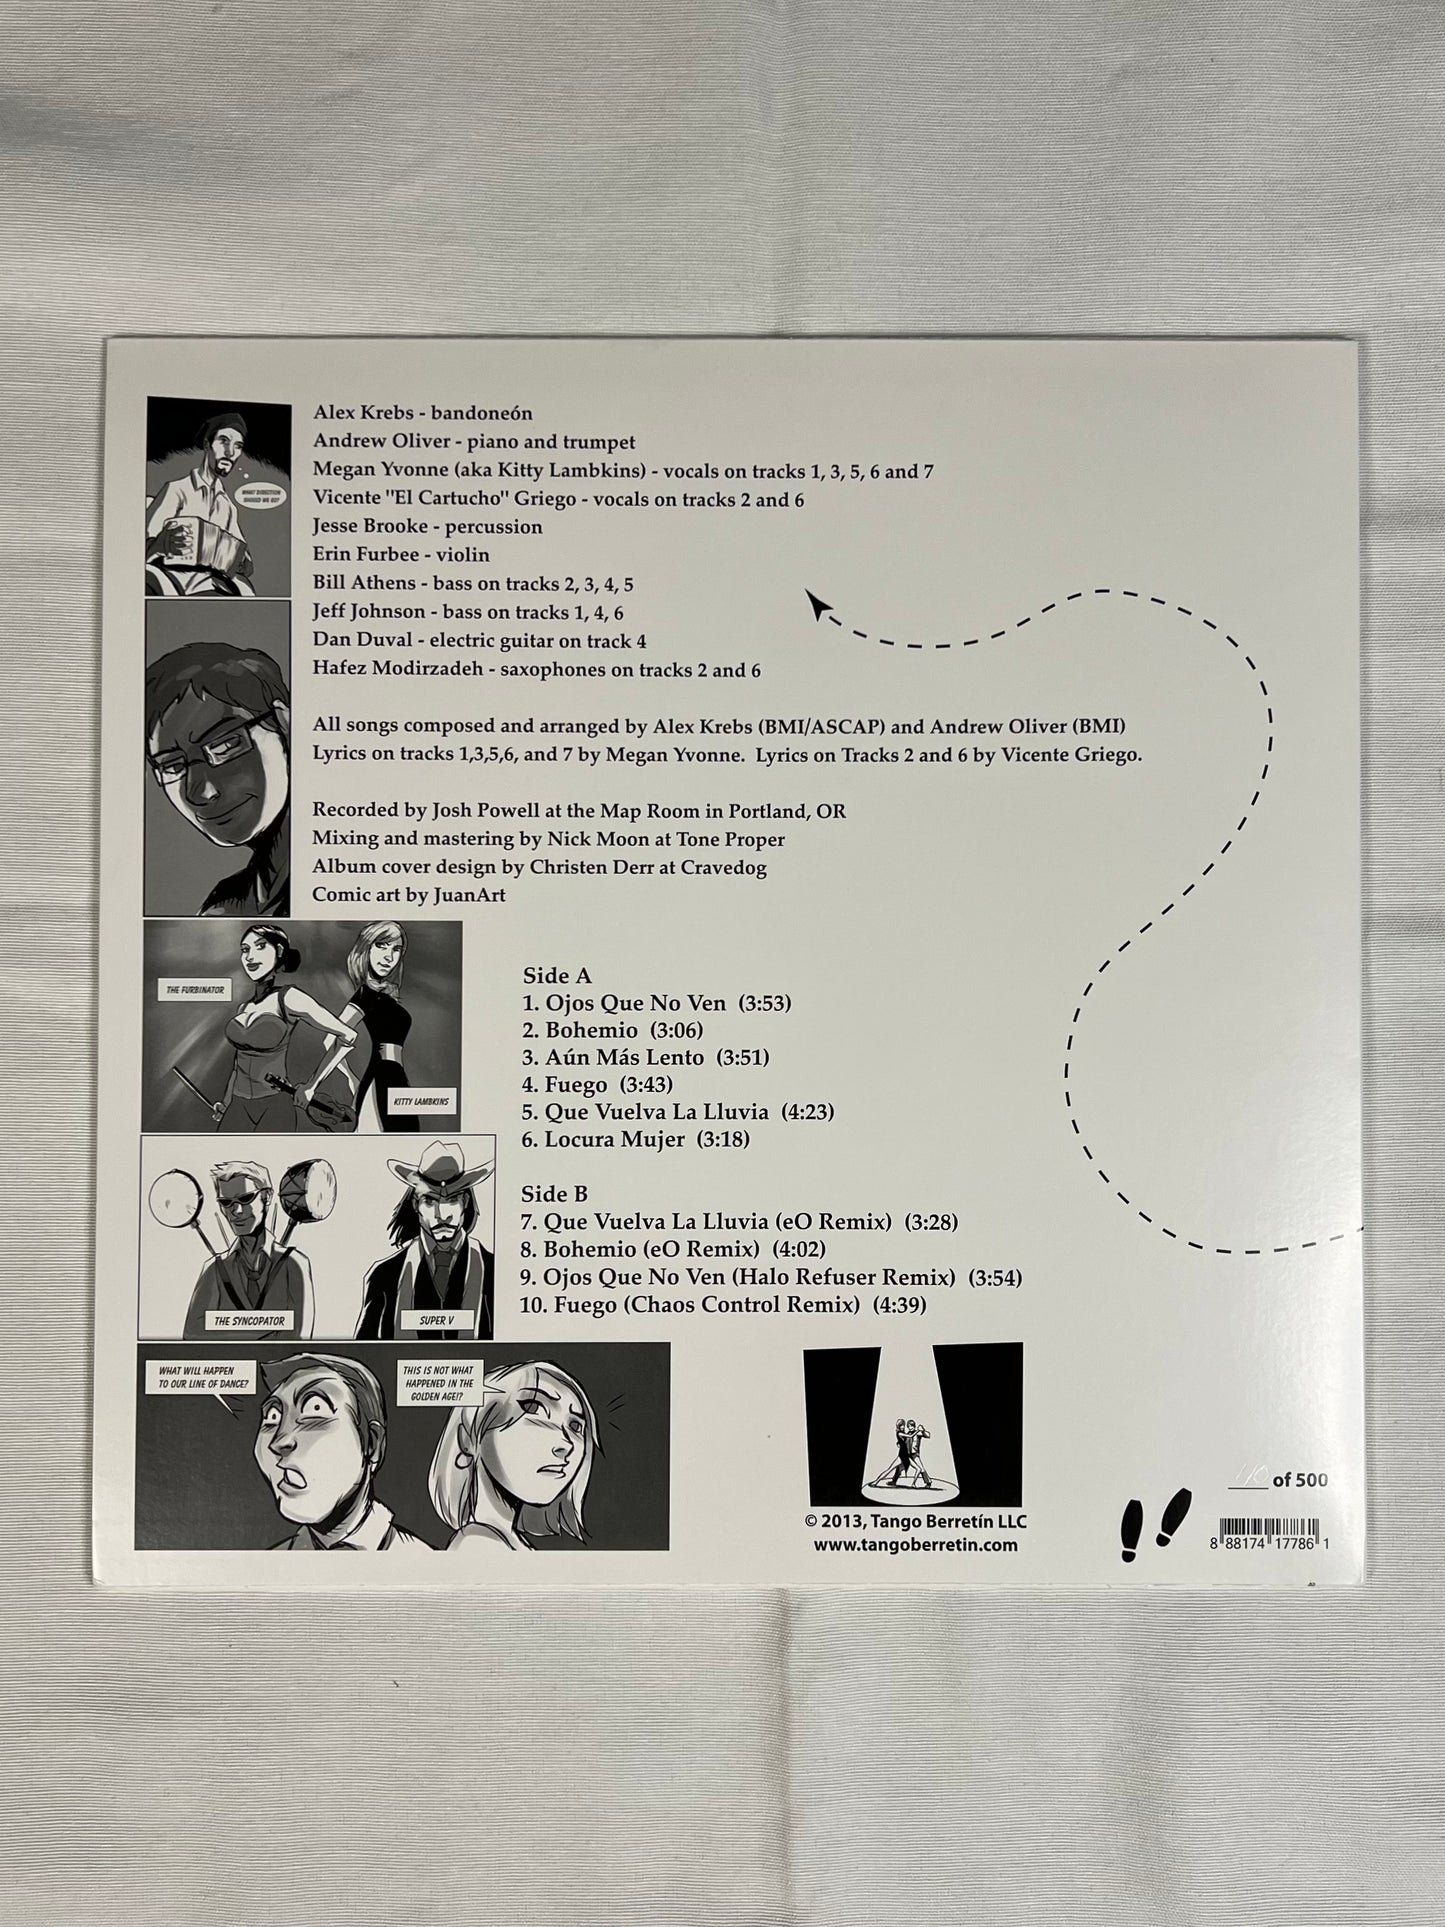 Alex Krebs - bandoneón
Andrew Oliver - piano and trumpet
Megan Yvonne (aka Kitty Lambkins) - vocals on tracks 1, 3, 5, 6 and 7
Vicente "El Cartucho" Griego - vocals on tracks 2 and 6
Jesse Brooke - percussion
Erin Furbee - violin
Bill Athens - bass on tracks 2, 3, 4, 5
Jeff Johnson - bass on tracks 1, 4, 6
Dan Duval - electric guitar on track 4
Hafez Modirzadeh - saxophones on tracks 2 and 6
WHAT DIRECTION
SHOULD WE GO?
All songs composed and arranged by Alex Krebs (BMI/ASCAP) and Andrew Oliver (BMI)
Lyrics on tracks 1,3,5,6, and 7 by Megan Yvonne.  Lyrics on Tracks 2 and 6 by Vicente Griego.
Recorded by Josh Powell at the Map Room in Portland, OR
Mixing and mastering by Nick Moon at Tone Proper
Album cover design by Christen Derr at Cravedog
Comic art by JuanArt
THE FURBINATOR
KITTY LAMBKINS
Side A
1. Ojos Que No Ven (3:53)
2. Bohemio (3:06)
3. Aún Más Lento (3:51)
4. Fuego (3:43)
5. Que Vuelva La Lluvia (4:23)
6. Locura Mujer (3:18)
Side B
7. Que Vuelva La Lluvia (eO Remix) (3:28)
8. Bohemio (eO Remix) (4:02)
9. Ojos Que No Ven (Halo Refuser Remix) (3:54)
10. Fuego (Chaos Control Remix) (4:39)
THE SYNCOPATOR
SUPER V
WHAT WILL HAPPEN
TO OUR LINE OF DANCE?
THIS IS NOT WHAT
HAPPENED IN THE
GOLDEN AGE!?
© 2013, Tango Berretín LLC
www.tangoberretin.com
of 500
8 88174 17786 1